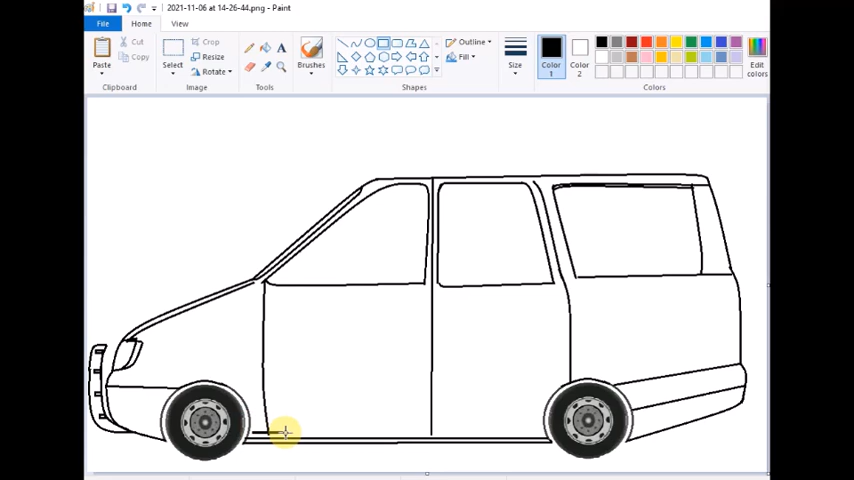 2021-11-06 at 14-26-44.png - Paint
File Home View
Paste
Cut
Copy
Clipboard
Select
Crop
Resize
Rotate
Image
Tools
Brushes
Outline
Fill
Shapes
Size
Color 1
Color 2
Edit colors
Colors